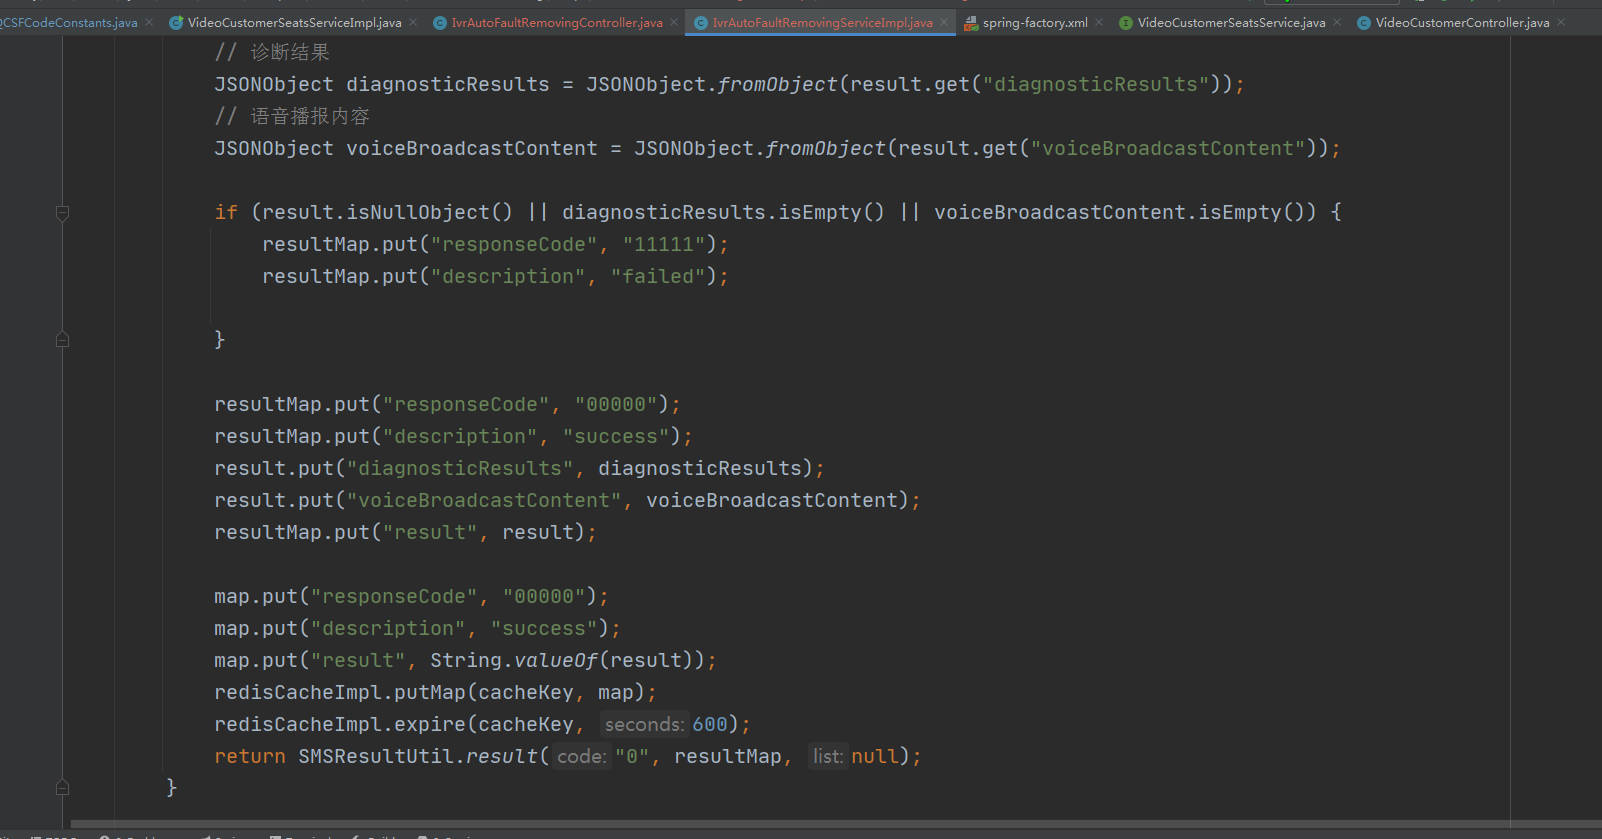 QCSFCodeConstants.java VideoCustomerSeatsServiceImpl.java IvrAutoFaultRemovingController.java IvrAutoFaultRemovingServiceImpl.java spring-factory.xml VideoCustomerSeatsService.java VideoCustomerController.java
// 诊断结果
JSONObject diagnosticResults = JSONObject.fromObject(result.get("diagnosticResults"));
// 语音播报内容
JSONObject voiceBroadcastContent = JSONObject.fromObject(result.get("voiceBroadcastContent"));
if (result.isNullObject() || diagnosticResults.isEmpty() || voiceBroadcastContent.isEmpty()) {
resultMap.put("responseCode", "11111");
resultMap.put("description", "failed");
}
resultMap.put("responseCode", "00000");
resultMap.put("description", "success");
result.put("diagnosticResults", diagnosticResults);
result.put("voiceBroadcastContent", voiceBroadcastContent);
resultMap.put("result", result);
map.put("responseCode", "00000");
map.put("description", "success");
map.put("result", String.valueOf(result));
redisCacheImpl.putMap(cacheKey, map);
redisCacheImpl.expire(cacheKey, seconds: 600);
return SMSResultUtil.result( code: "0", resultMap, list: null);
}